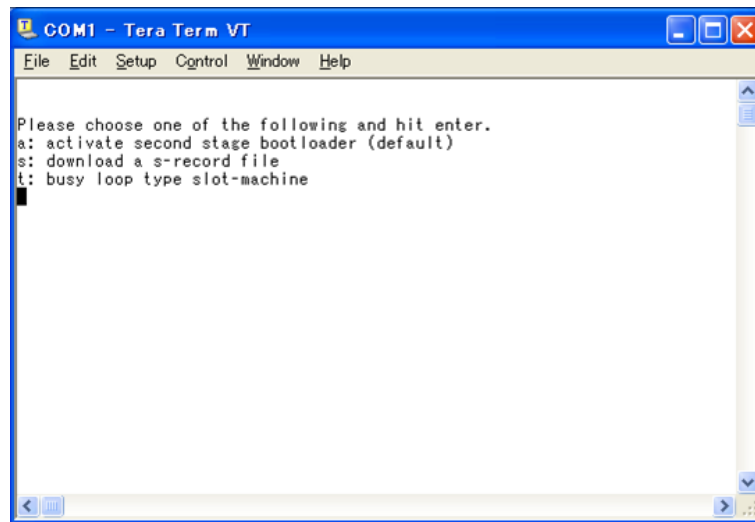 COM1 - Tera Term VT
File Edit Setup Control Window Help
Please choose one of the following and hit enter.
a: activate second stage bootloader (default)
s: download a s-record file
t: busy loop type slot-machine